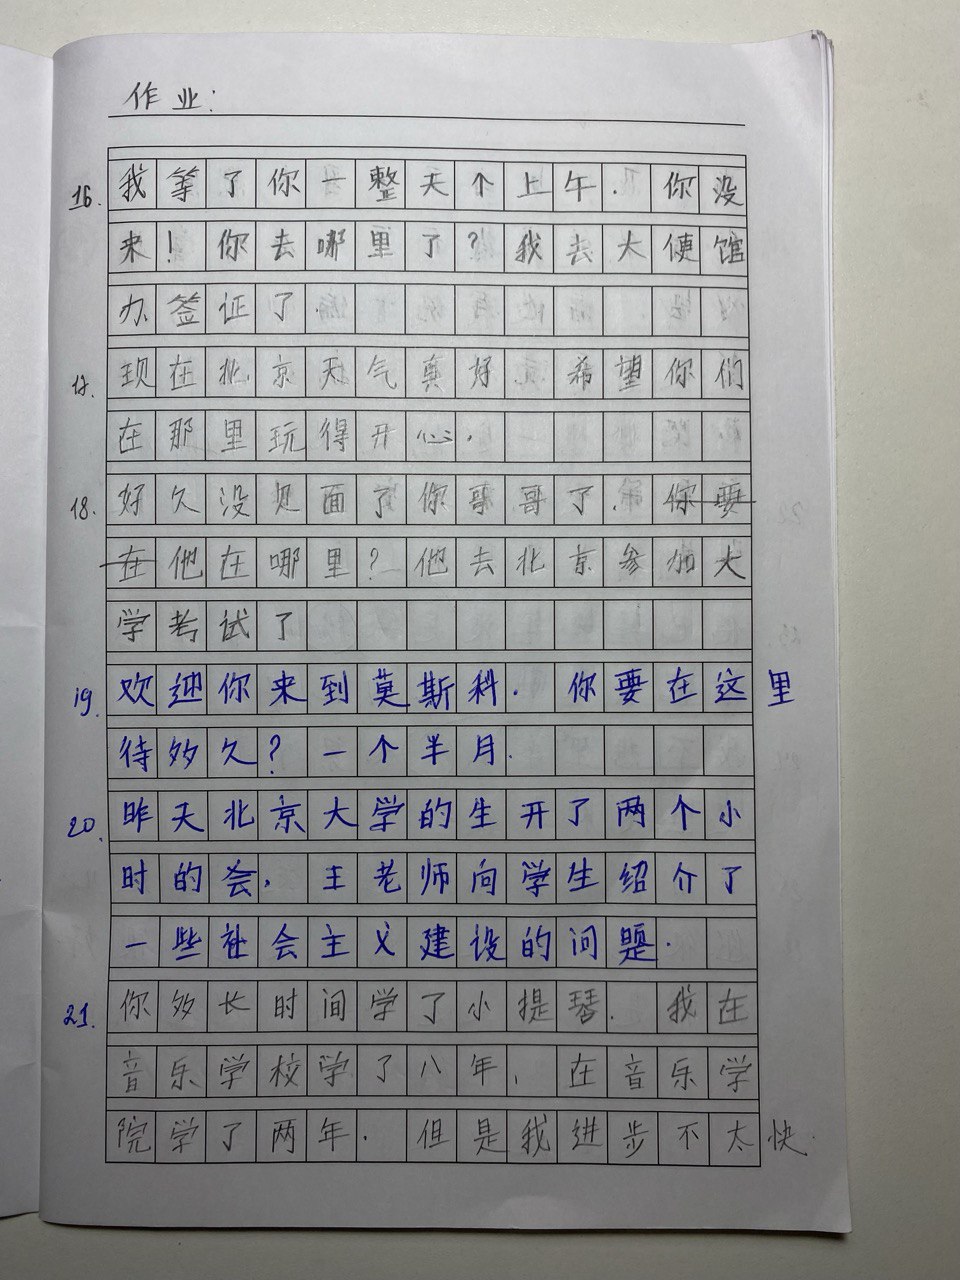 作业:
16. 我等了你一整天个上午. 你没
来! 你去哪里了? 我去大便馆
办签证了.
17. 现在北京天气真好. 希望你们
在那里玩得开心.
18. 好久没见面了你哥哥了. 你要
在他在哪里? 他去北京参加大
学考试了
19. 欢迎你来到莫斯科. 你要在这里
待多久? 一个半月.
20. 昨天北京大学的生开了两个小
时的会. 王老师向学生绍介了
一些社会主义建设的问题.
21. 你多长时间学了小提琴. 我在
音乐学校学了八年, 在音乐学
院学了两年. 但是我进步不太快.